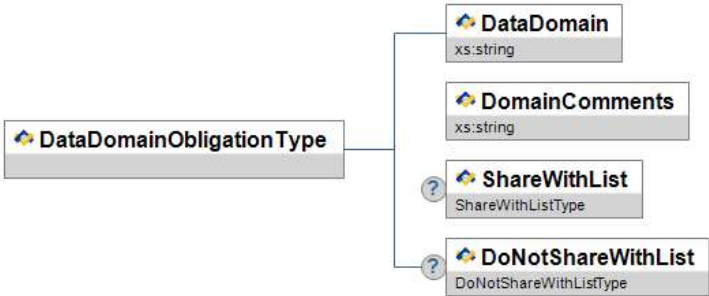 DataDomain
xs:string
DomainComments
xs:string
DataDomainObligationType
? ShareWithList
ShareWithListType
? DoNotShareWithList
DoNotShareWithListType